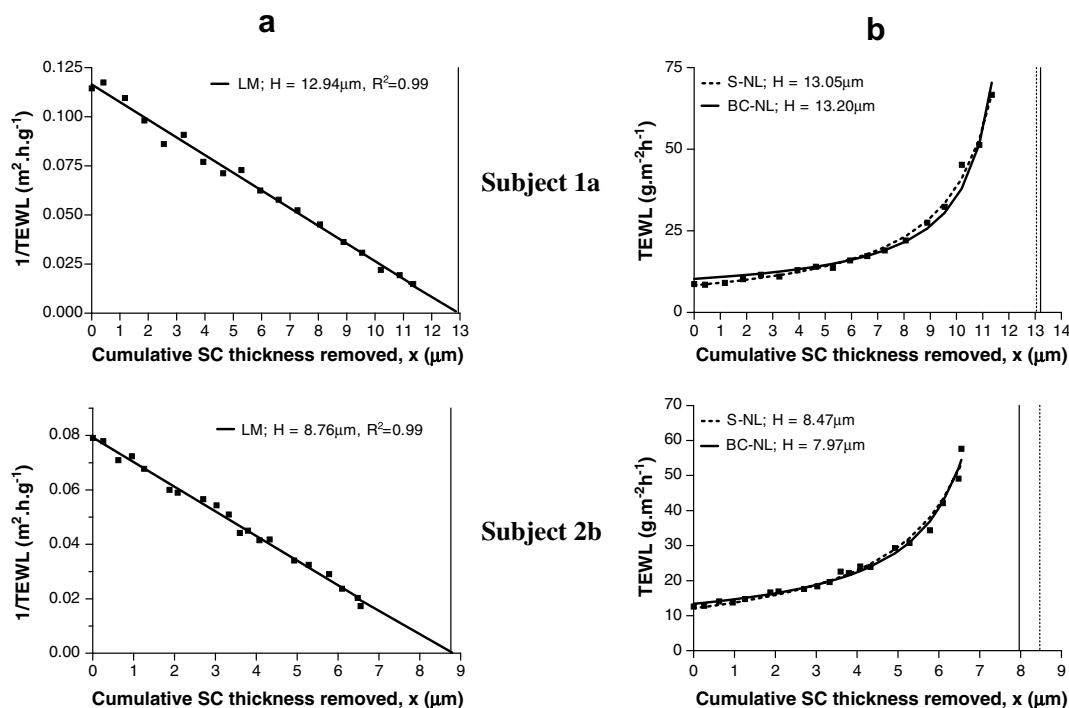 a
b
0.125
0.100
0.075
0.050
0.025
0.000
1/TEWL (m².h.g⁻¹)
LM; H = 12.94μm, R²=0.99
0 1 2 3 4 5 6 7 8 9 10 11 12 13
Cumulative SC thickness removed, x (μm)
Subject 1a
75
50
25
0
TEWL (g.m⁻²h⁻¹)
S-NL; H = 13.05μm
BC-NL; H = 13.20μm
0 1 2 3 4 5 6 7 8 9 10 11 12 13 14
Cumulative SC thickness removed, x (μm)
0.08
0.06
0.04
0.02
0.00
1/TEWL (m².h.g⁻¹)
LM; H = 8.76μm, R²=0.99
0 1 2 3 4 5 6 7 8 9
Cumulative SC thickness removed, x (μm)
Subject 2b
70
60
50
40
30
20
10
0
TEWL (g.m⁻²h⁻¹)
S-NL; H = 8.47μm
BC-NL; H = 7.97μm
0 1 2 3 4 5 6 7 8 9
Cumulative SC thickness removed, x (μm)